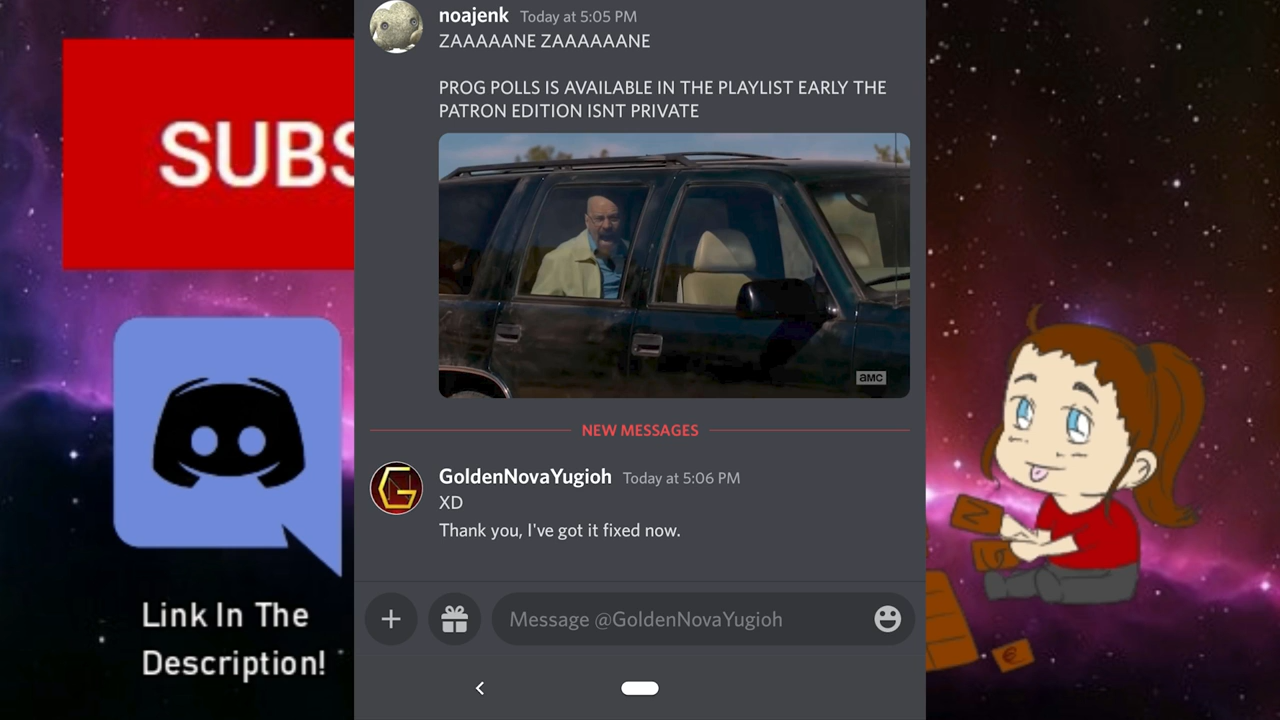 SUBS
noajenk Today at 5:05 PM
ZAAAAANE ZAAAAAANE
PROG POLLS IS AVAILABLE IN THE PLAYLIST EARLY THE
PATRON EDITION ISNT PRIVATE
aMC
NEW MESSAGES
G
GoldenNovaYugioh Today at 5:06 PM
XD
Thank you, I've got it fixed now.
Message @GoldenNovaYugioh
Link In The
Description!